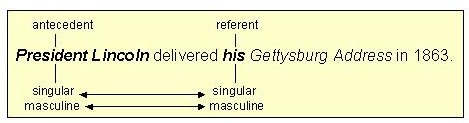 antecedent referent
President Lincoln delivered his Gettysburg Address in 1863.
singular singular
masculine masculine